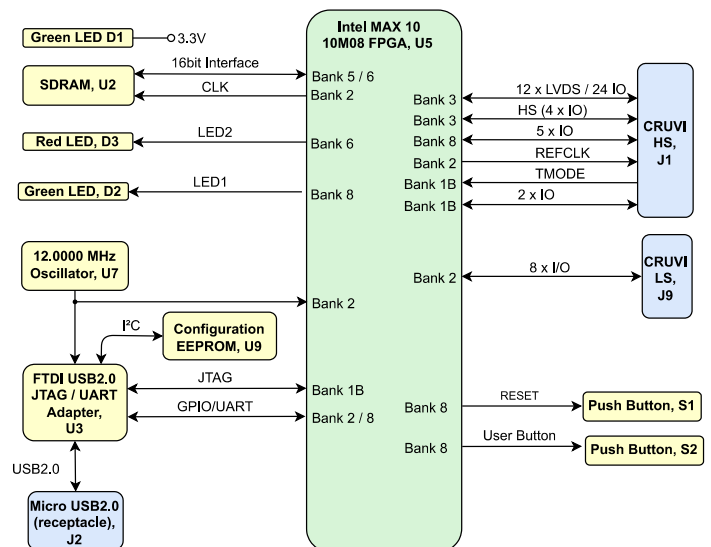 Intel MAX 10
10M08 FPGA, U5
Green LED D1
3.3V
16bit Interface
SDRAM, U2
Bank 5 / 6
CLK
Bank 2
LED2
Red LED, D3
Bank 6
LED1
Green LED, D2
Bank 8
12.0000 MHz
Oscillator, U7
Bank 2
I²C
Configuration
EEPROM, U9
FTDI USB2.0
JTAG / UART
Adapter,
U3
JTAG
Bank 1B
GPIO/UART
Bank 2 / 8
USB2.0
Micro USB2.0
(receptacle),
J2
Bank 3
12 x LVDS / 24 IO
Bank 3
HS (4 x IO)
Bank 8
5 x IO
Bank 2
REFCLK
Bank 1B
TMODE
Bank 1B
2 x IO
CRUVI
HS,
J1
Bank 2
8 x I/O
CRUVI
LS,
J9
Bank 8
RESET
Push Button, S1
Bank 8
User Button
Push Button, S2